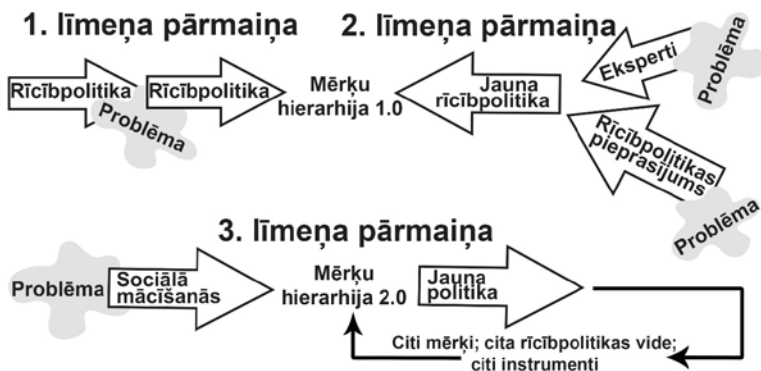 1. līmeņa pārmaiņa
2. līmeņa pārmaiņa
Rīcībpolitika
Problēma
Rīcībpolitika
Mērķu
hierarhija 1.0
Jauna
rīcībpolitika
Eksperti
Problēma
Rīcībpolitikas
pieprasījums
Problēma
3. līmeņa pārmaiņa
Problēma
Sociālā
mācīšanās
Mērķu
hierarhija 2.0
Jauna
politika
Citi mērķi; cita rīcībpolitikas vide;
citi instrumenti